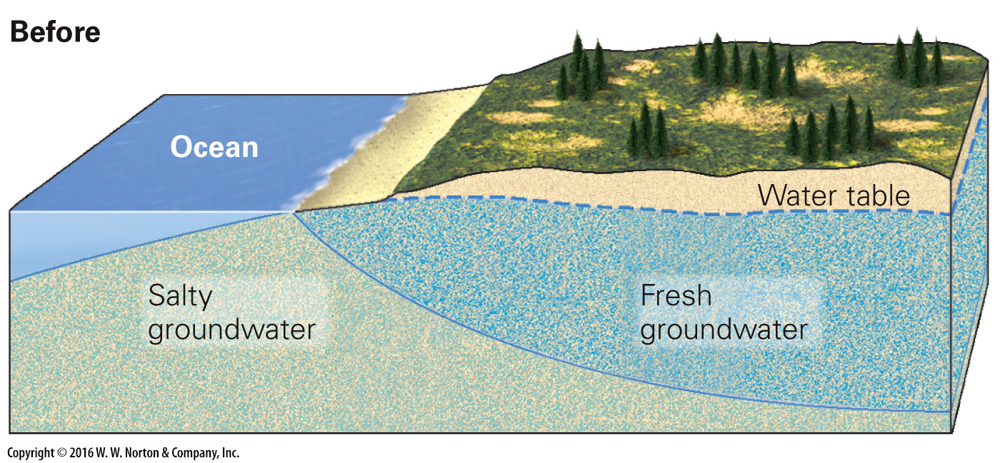 Before
Ocean
Water table
Salty
groundwater
Fresh
groundwater
Copyright © 2016 W. W. Norton & Company, Inc.